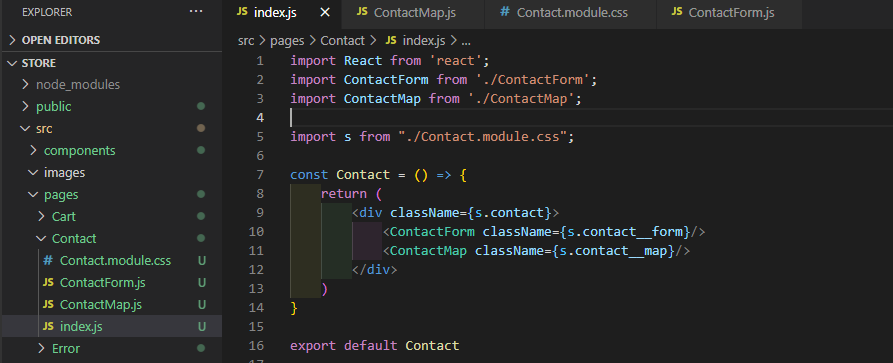 EXPLORER
OPEN EDITORS
STORE
node_modules
public
src
components
images
pages
Cart
Contact
# Contact.module.css U
JS ContactForm.js U
JS ContactMap.js U
JS index.js U
Error
JS index.js ×
JS ContactMap.js
# Contact.module.css
JS ContactForm.js
src > pages > Contact > JS index.js > ...
1 import React from 'react';
2 import ContactForm from './ContactForm';
3 import ContactMap from './ContactMap';
4
5 import s from "./Contact.module.css";
6
7 const Contact = () => {
8 return (
9 <div className={s.contact}>
10 <ContactForm className={s.contact__form}/>
11 <ContactMap className={s.contact__map}/>
12 </div>
13 )
14 }
15
16 export default Contact